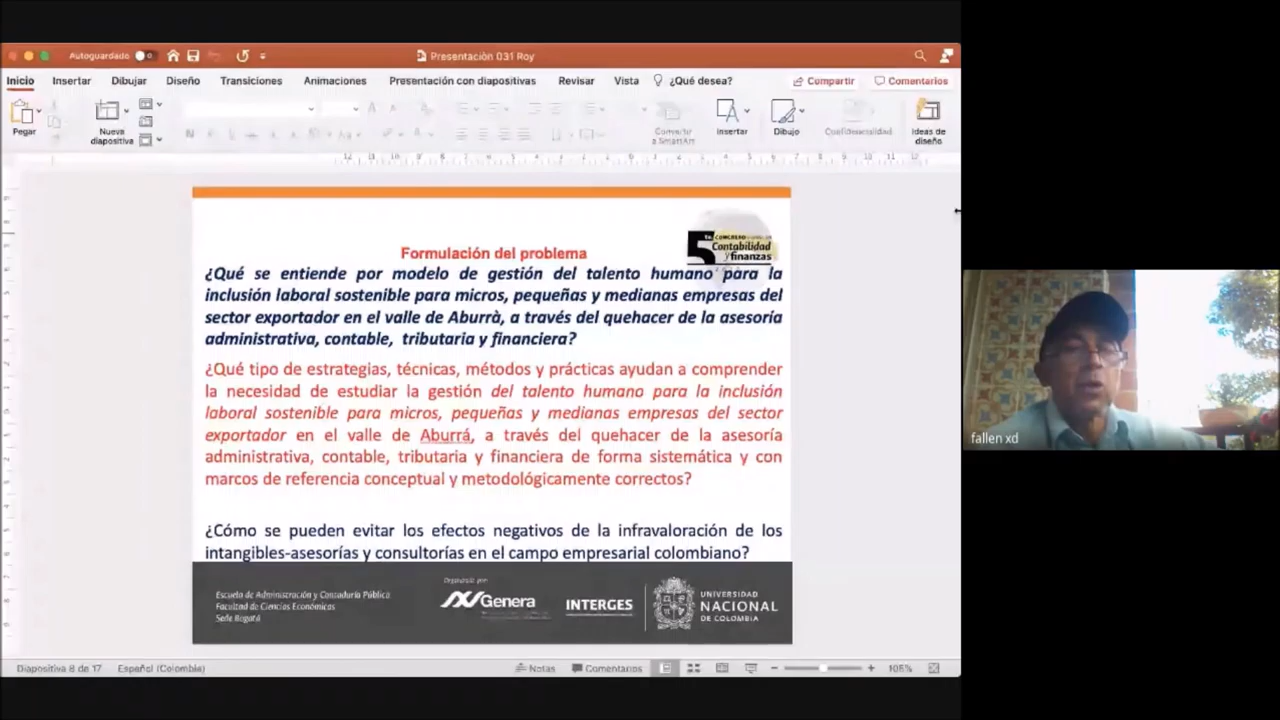 Autoguardado
Presentaciòn 031 Roy
Inicio Insertar Dibujar Diseño Transiciones Animaciones Presentación con diapositivas Revisar Vista ¿Qué desea? Compartir Comentarios
Pegar
Nueva diapositiva
Convertir a SmartArt
Insertar
Dibujo
Confidencialidad
Ideas de diseño
Formulación del problema
5 CONGRESO
Contabilidad
y finanzas
¿Qué se entiende por modelo de gestión del talento humano para la
inclusión laboral sostenible para micros, pequeñas y medianas empresas del
sector exportador en el valle de Aburrà, a través del quehacer de la asesoría
administrativa, contable, tributaria y financiera?
¿Qué tipo de estrategias, técnicas, métodos y prácticas ayudan a comprender
la necesidad de estudiar la gestión del talento humano para la inclusión
laboral sostenible para micros, pequeñas y medianas empresas del sector
exportador en el valle de Aburrá, a través del quehacer de la asesoría
administrativa, contable, tributaria y financiera de forma sistemática y con
marcos de referencia conceptual y metodológicamente correctos?
¿Cómo se pueden evitar los efectos negativos de la infravaloración de los
intangibles-asesorías y consultorías en el campo empresarial colombiano?
Escuela de Administración y Contaduría Pública
Facultad de Ciencias Económicas
Sede Bogotá
Organizado por:
Genera
INTERGES
UNIVERSIDAD
NACIONAL
DE COLOMBIA
Diapositiva 8 de 17 Español (Colombia) Notas Comentarios 105%
fallen xd